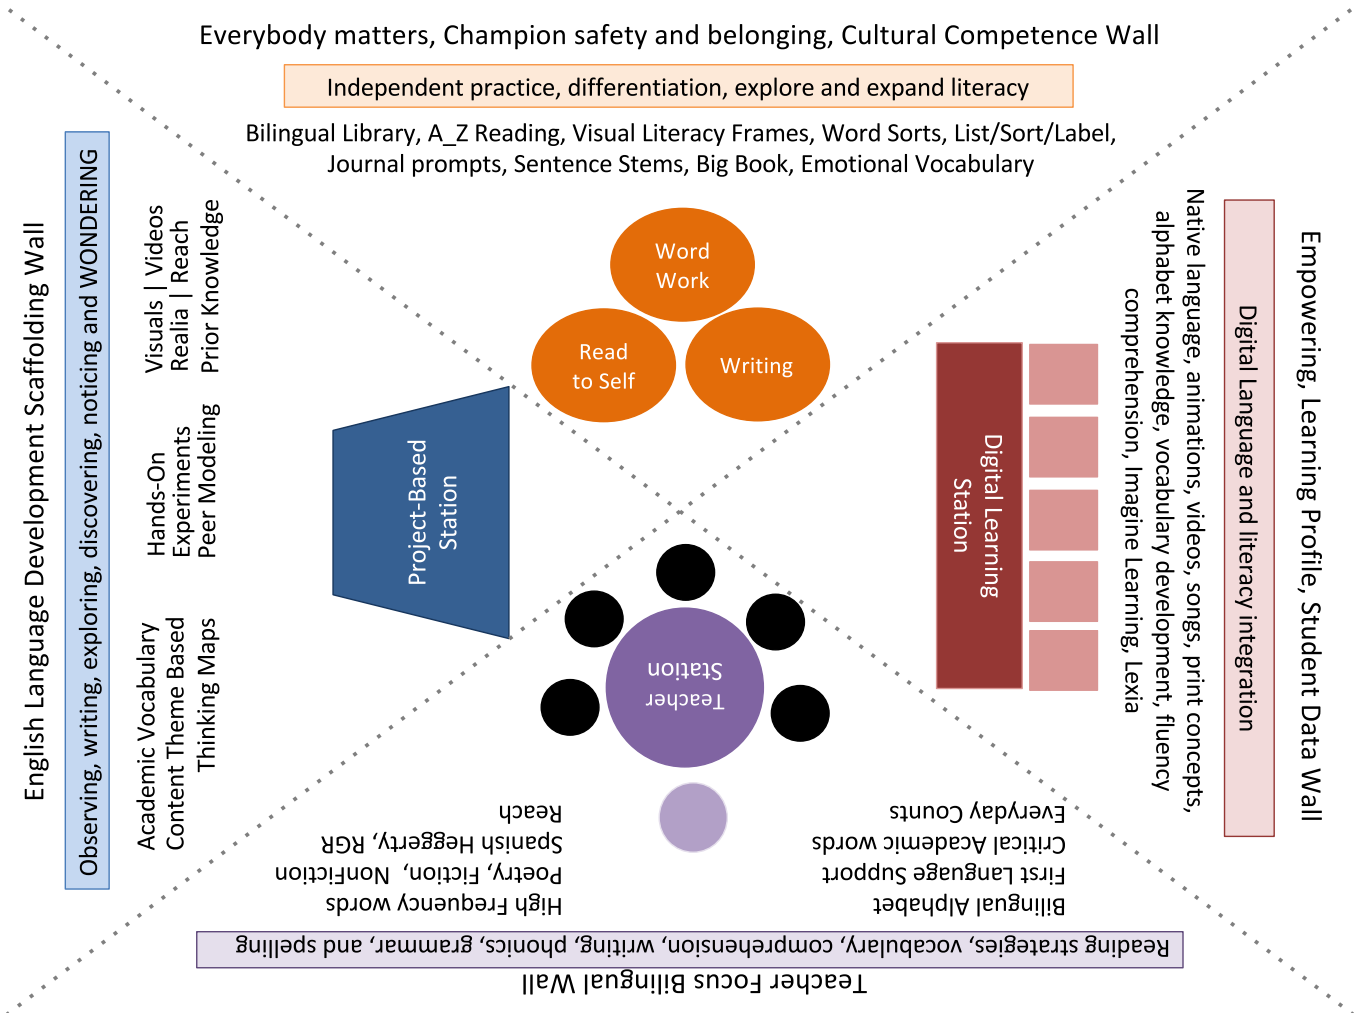 Everybody matters, Champion safety and belonging, Cultural Competence Wall
Independent practice, differentiation, explore and expand literacy
Bilingual Library, A_Z Reading, Visual Literacy Frames, Word Sorts, List/Sort/Label,
Journal prompts, Sentence Stems, Big Book, Emotional Vocabulary
Word
Work
Read
to Self
Writing
English Language Development Scaffolding Wall
Observing, writing, exploring, discovering, noticing and WONDERING
Visuals | Videos
Realia | Reach
Prior Knowledge
Hands-On
Experiments
Peer Modeling
Academic Vocabulary
Content Theme Based
Thinking Maps
Project-Based
Station
Empowering, Learning Profile, Student Data Wall
Digital Language and literacy integration
Native language, animations, videos, songs, print concepts,
alphabet knowledge, vocabulary development, fluency
comprehension, Imagine Learning, Lexia
Digital Learning
Station
Teacher
Station
Teacher Focus Bilingual Wall
Reading strategies, vocabulary, comprehension, writing, phonics, grammar, and spelling
Bilingual Alphabet
First Language Support
Critical Academic words
Everyday Counts
High Frequency words
Poetry, Fiction, NonFiction
Spanish Heggerty, RGR
Reach